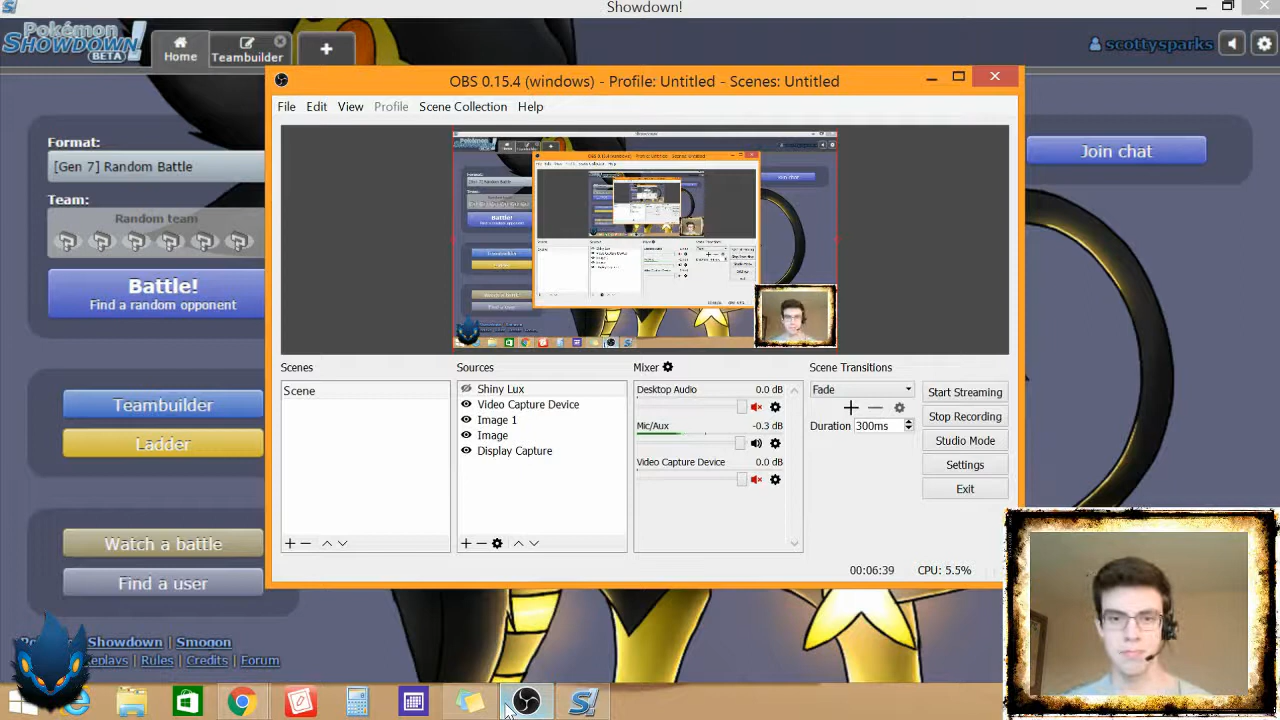 Showdown!
Pokémon
SHOWDOWN!
BETA
Home
Teambuilder
scottysparks
OBS 0.15.4 (windows) - Profile: Untitled - Scenes: Untitled
File Edit View Profile Scene Collection Help
Format:
[Gen 7] Random Battle
Team:
Random team
Battle!
Find a random opponent
Teambuilder
Ladder
Watch a battle
Find a user
Join chat
Scenes
Scene
Sources
Shiny Lux
Video Capture Device
Image 1
Image
Display Capture
Mixer
Desktop Audio 0.0 dB
Mic/Aux -0.3 dB
Video Capture Device 0.0 dB
Scene Transitions
Fade
Duration 300ms
Start Streaming
Stop Recording
Studio Mode
Settings
Exit
00:06:39 CPU: 5.5%
Showdown | Smogon
Replays | Rules | Credits | Forum